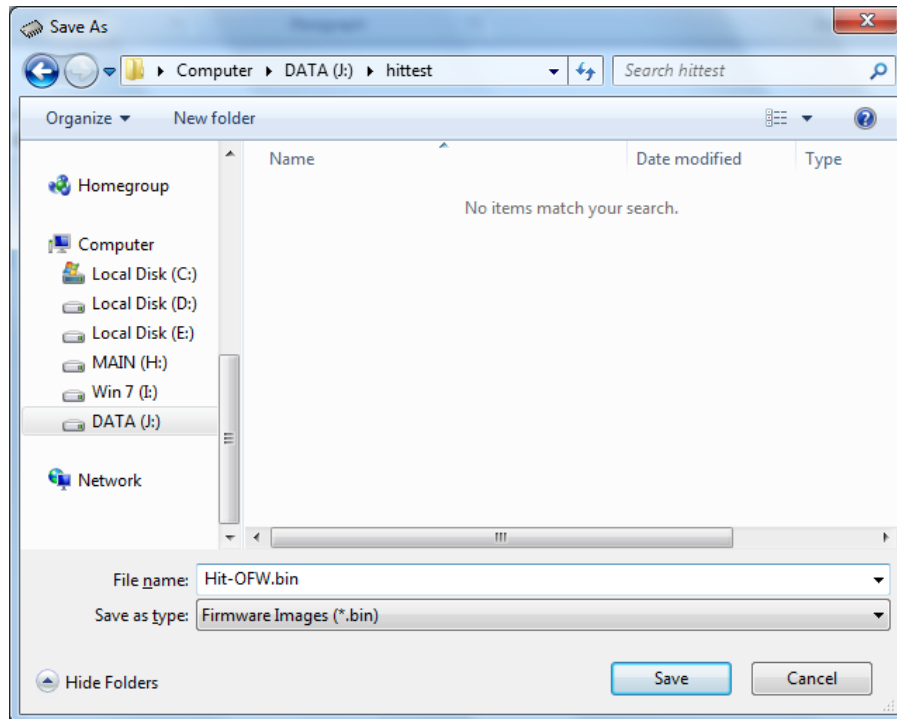 Save As
Computer DATA (J:) hittest
Search hittest
Organize New folder
Name Date modified Type
No items match your search.
Homegroup
Computer
Local Disk (C:)
Local Disk (D:)
Local Disk (E:)
MAIN (H:)
Win 7 (I:)
DATA (J:)
Network
File name: Hit-OFW.bin
Save as type: Firmware Images (*.bin)
Hide Folders
Save Cancel